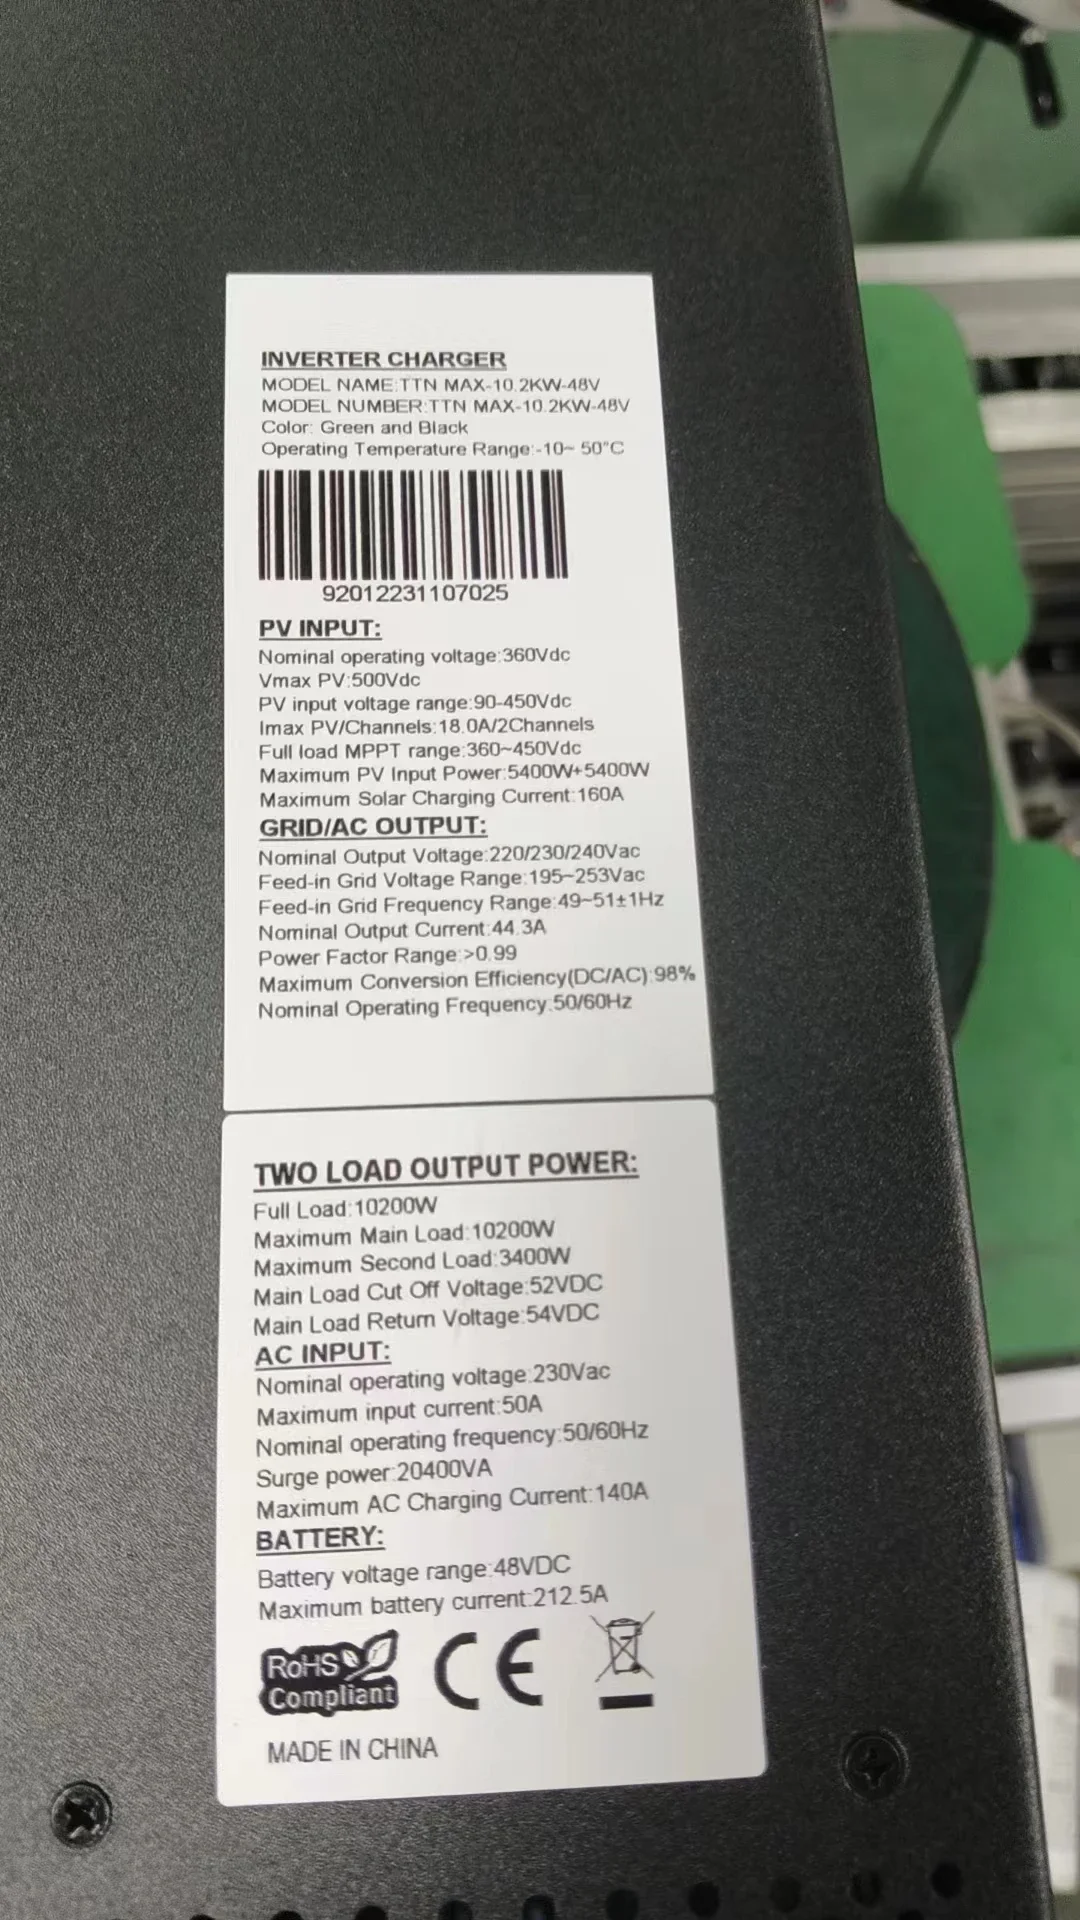 INVERTER CHARGER
MODEL NAME:TTN MAX-10.2KW-48V
MODEL NUMBER:TTN MAX-10.2KW-48V
Color: Green and Black
Operating Temperature Range:-10~ 50°C
92012231107025
PV INPUT:
Nominal operating voltage:360Vdc
Vmax PV:500Vdc
PV input voltage range:90-450Vdc
Imax PV/Channels:18.0A/2Channels
Full load MPPT range:360~450Vdc
Maximum PV Input Power:5400W+5400W
Maximum Solar Charging Current:160A
GRID/AC OUTPUT:
Nominal Output Voltage:220/230/240Vac
Feed-in Grid Voltage Range:195~253Vac
Feed-in Grid Frequency Range:49~51±1Hz
Nominal Output Current:44.3A
Power Factor Range:>0.99
Maximum Conversion Efficiency(DC/AC):98%
Nominal Operating Frequency:50/60Hz
TWO LOAD OUTPUT POWER:
Full Load:10200W
Maximum Main Load:10200W
Maximum Second Load:3400W
Main Load Cut Off Voltage:52VDC
Main Load Return Voltage:54VDC
AC INPUT:
Nominal operating voltage:230Vac
Maximum input current:50A
Nominal operating frequency:50/60Hz
Surge power:20400VA
Maximum AC Charging Current:140A
BATTERY:
Battery voltage range:48VDC
Maximum battery current:212.5A
RoHS
Compliant
CE
MADE IN CHINA